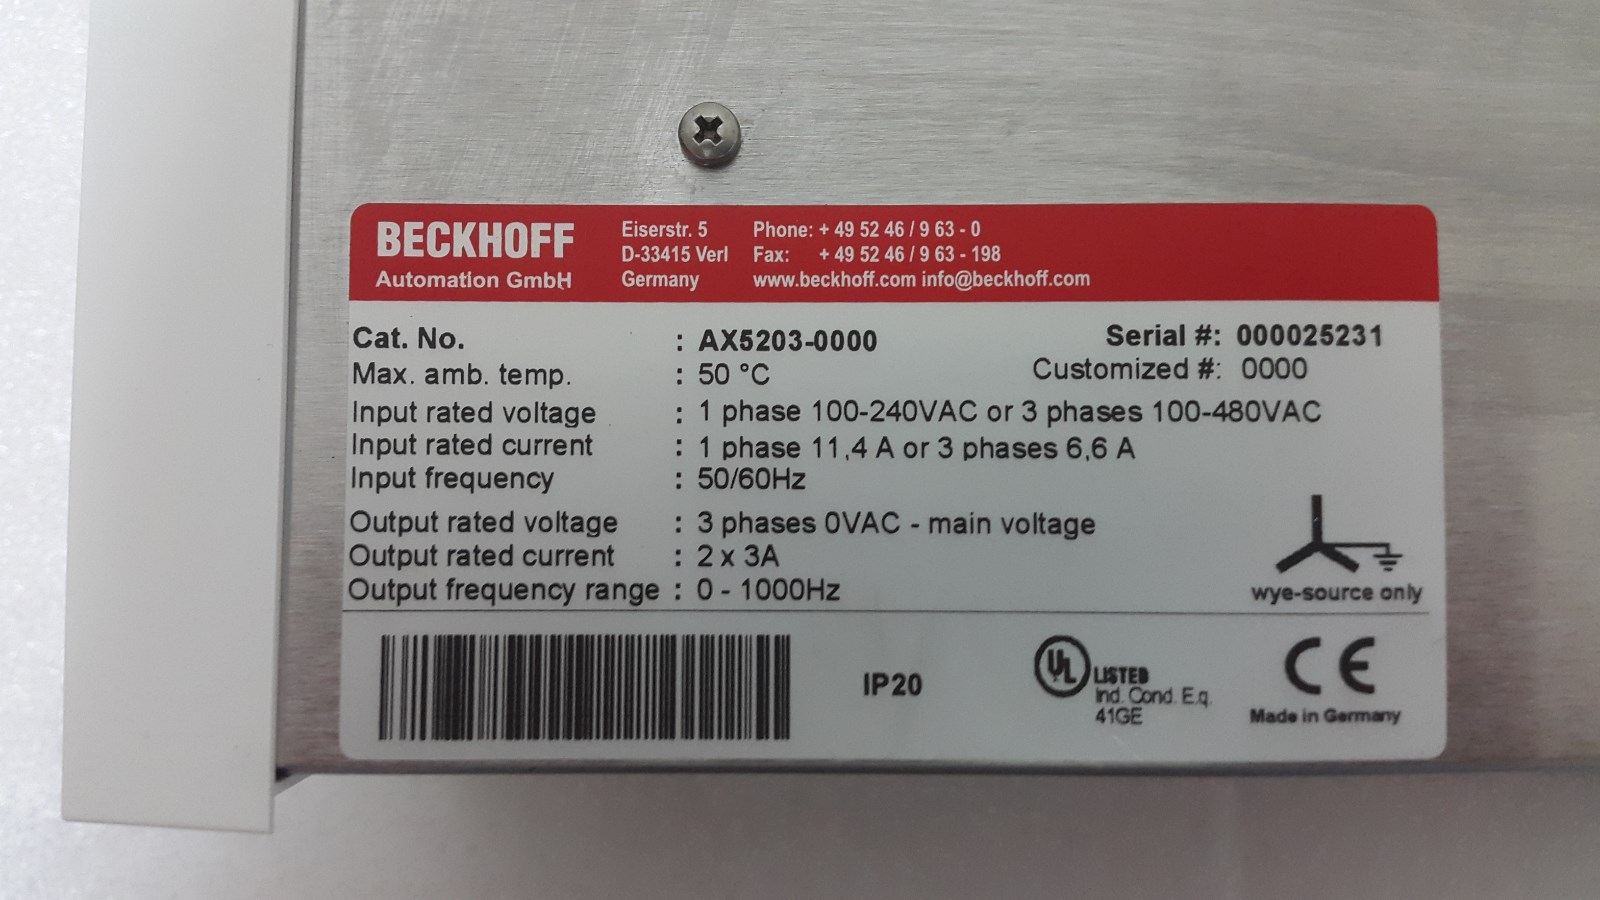 BECKHOFF
Automation GmbH
Eiserstr. 5
D-33415 Verl
Germany
Phone: + 49 52 46 / 9 63 - 0
Fax: + 49 52 46 / 9 63 - 198
www.beckhoff.com info@beckhoff.com
Cat. No. : AX5203-0000 Serial #: 000025231
Max. amb. temp. : 50 °C Customized #: 0000
Input rated voltage : 1 phase 100-240VAC or 3 phases 100-480VAC
Input rated current : 1 phase 11,4 A or 3 phases 6,6 A
Input frequency : 50/60Hz
Output rated voltage : 3 phases 0VAC - main voltage
Output rated current : 2 x 3A
Output frequency range : 0 - 1000Hz
wye-source only
IP20
UL LISTED
Ind. Cond. E.q.
41GE
CE
Made in Germany